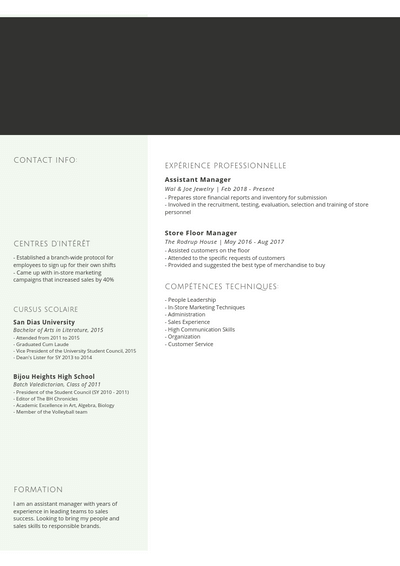 CONTACT INFO:
CENTRES D'INTÉRÊT
- Established a branch-wide protocol for
employees to sign up for their own shifts
- Came up with in-store marketing
campaigns that increased sales by 40%
CURSUS SCOLAIRE
San Dias University
Bachelor of Arts in Literature, 2015
- Attended from 2011 to 2015
- Graduated Cum Laude
- Vice President of the University Student Council, 2015
- Dean's Lister for SY 2013 to 2014
Bijou Heights High School
Batch Valedictorian, Class of 2011
- President of the Student Council (SY 2010 - 2011)
- Editor of The BH Chronicles
- Academic Excellence in Art, Algebra, Biology
- Member of the Volleyball team
FORMATION
I am an assistant manager with years of
experience in leading teams to sales
success. Looking to bring my people and
sales skills to responsible brands.
EXPÉRIENCE PROFESSIONNELLE
Assistant Manager
Wal & Joe Jewelry | Feb 2018 - Present
- Prepares store financial reports and inventory for submission
- Involved in the recruitment, testing, evaluation, selection and training of store
personnel
Store Floor Manager
The Rodrup House | May 2016 - Aug 2017
- Assisted customers on the floor
- Attended to the specific requests of customers
- Provided and suggested the best type of merchandise to buy
COMPÉTENCES TECHNIQUES:
- People Leadership
- In-Store Marketing Techniques
- Administration
- Sales Experience
- High Communication Skills
- Organization
- Customer Service